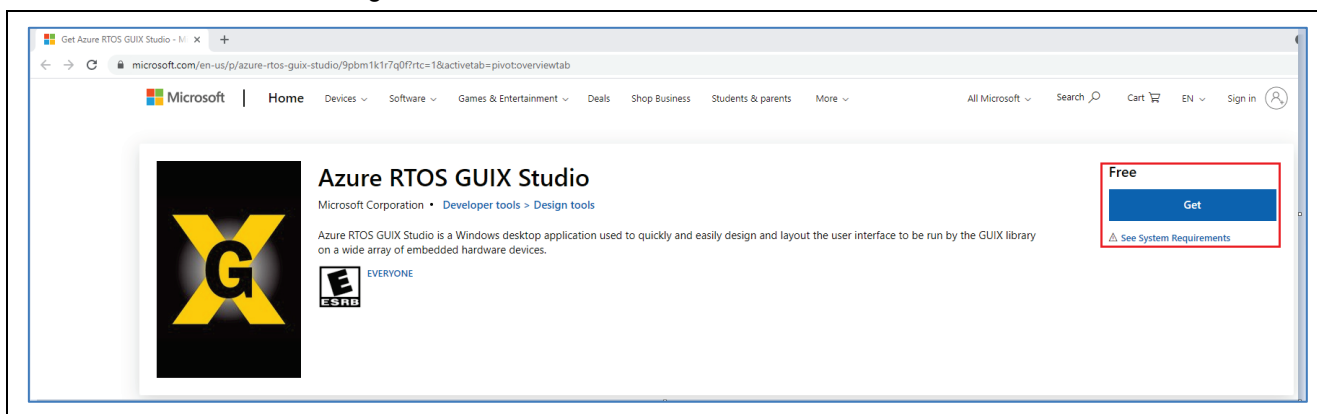 Get Azure RTOS GUIX Studio - M
microsoft.com/en-us/p/azure-rtos-guix-studio/9pbm1k1r7q0f?rtc=1&activetab=pivot:overviewtab
Microsoft Home Devices Software Games & Entertainment Deals Shop Business Students & parents More All Microsoft Search Cart EN Sign in
XG
Azure RTOS GUIX Studio
Microsoft Corporation • Developer tools > Design tools
Azure RTOS GUIX Studio is a Windows desktop application used to quickly and easily design and layout the user interface to be run by the GUIX library
on a wide array of embedded hardware devices.
E
ESRB
EVERYONE
Free
Get
See System Requirements